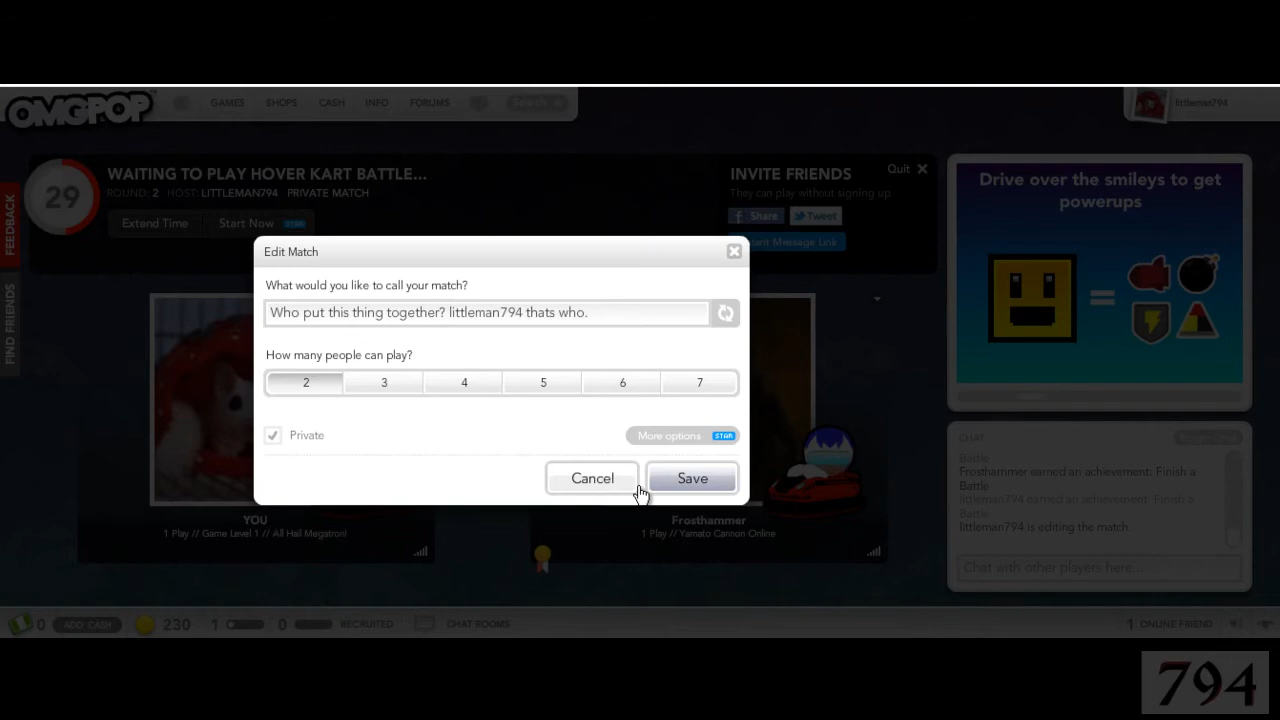 OMGPOP
GAMES SHOPS CASH INFO FORUMS Search
littleman794
FEEDBACK
FIND FRIENDS
29
WAITING TO PLAY HOVER KART BATTLE...
ROUND: 2 HOST: LITTLEMAN794 PRIVATE MATCH
Extend Time Start Now STAR
INVITE FRIENDS Quit
They can play without signing up
Share Tweet
Message Link
Drive over the smileys to get
powerups
=
Edit Match
What would you like to call your match?
Who put this thing together? littleman794 thats who.
How many people can play?
2 3 4 5 6 7
Private More options STAR
Cancel Save
YOU
1 Play // Game Level 1 // All Hail Megatron!
Frosthammer
1 Play // Yamato Cannon Online
CHAT
Battle
Frosthammer earned an achievement: Finish a
Battle
littleman794 earned an achievement: Finish a
Battle
littleman794 is editing the match.
Chat with other players here...
0 ADD CASH 230 1 0 RECRUITED CHAT ROOMS 1 ONLINE FRIEND
794